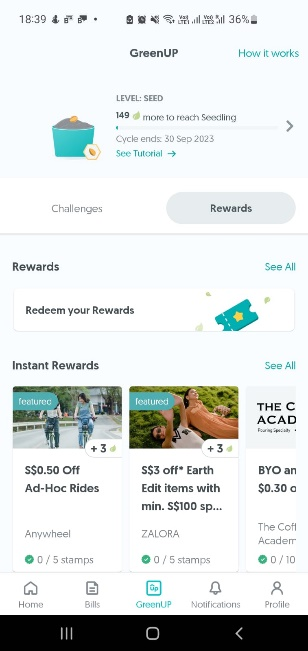 18:39
36%
GreenUP
How it works
LEVEL: SEED
149 more to reach Seedling
Cycle ends: 30 Sep 2023
See Tutorial →
Challenges
Rewards
Rewards
See All
Redeem your Rewards
Instant Rewards
See All
featured
+ 3
S$0.50 Off
Ad-Hoc Rides
Anywheel
0 / 5 stamps
featured
+ 3
S$3 off* Earth
Edit items with
min. S$100 sp...
ZALORA
0 / 5 stamps
THE C
ACAD
BYO an
$0.30 o
The Coff
Academ
0 / 10
Home
Bills
GreenUP
Notifications
Profile